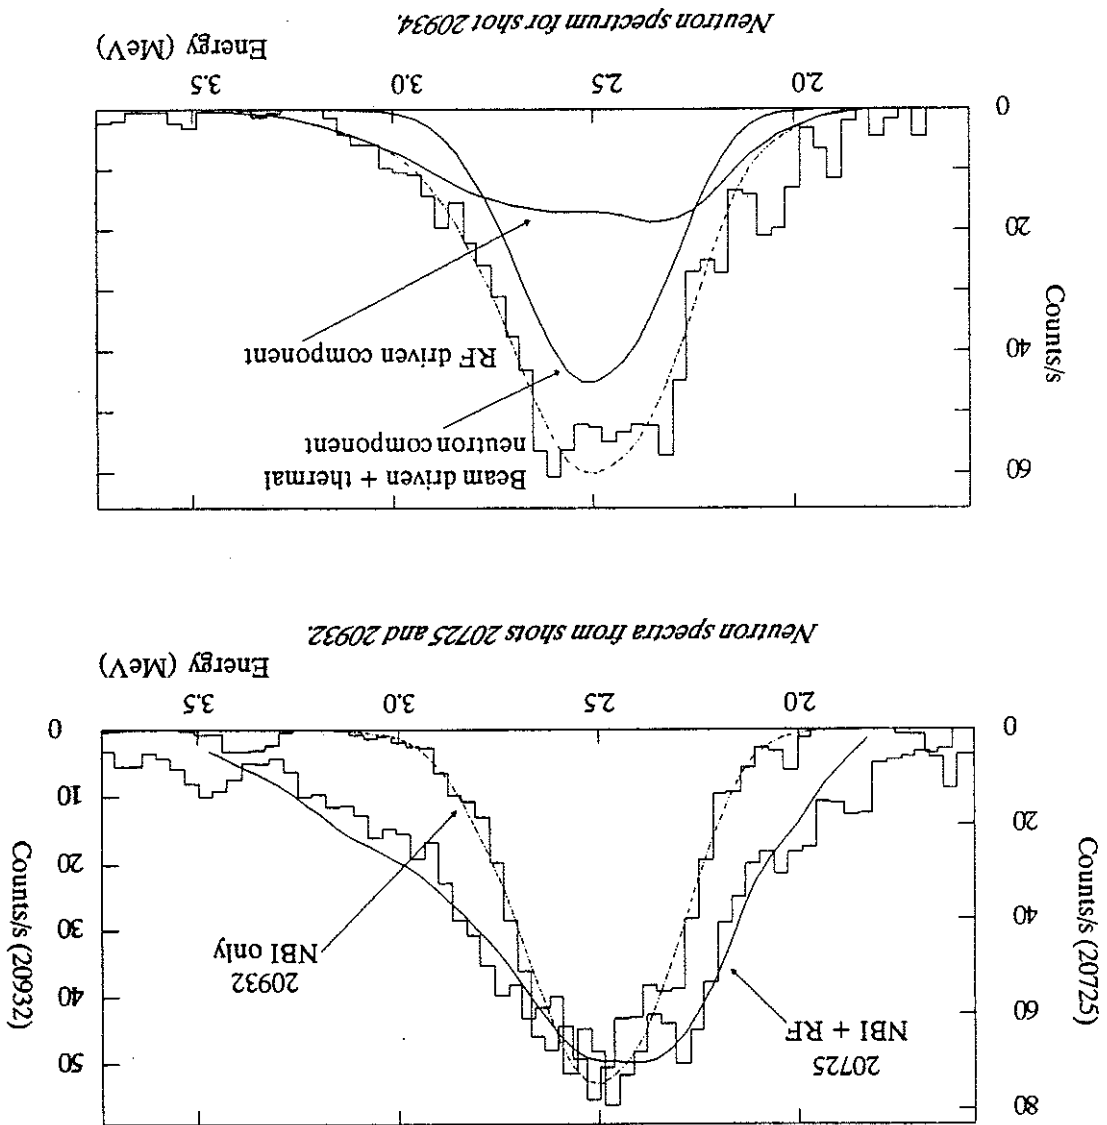 Counts/s (20725)
80
60
40
20
0
20725
NBI + RF
20932
NBI only
50
40
30
20
10
0
Counts/s (20932)
2.0
2.5
3.0
3.5
Energy (MeV)
Neutron spectra from shots 20725 and 20932.
Counts/s
60
40
20
0
Beam driven + thermal
neutron component
RF driven component
2.0
2.5
3.0
3.5
Energy (MeV)
Neutron spectrum for shot 20934.